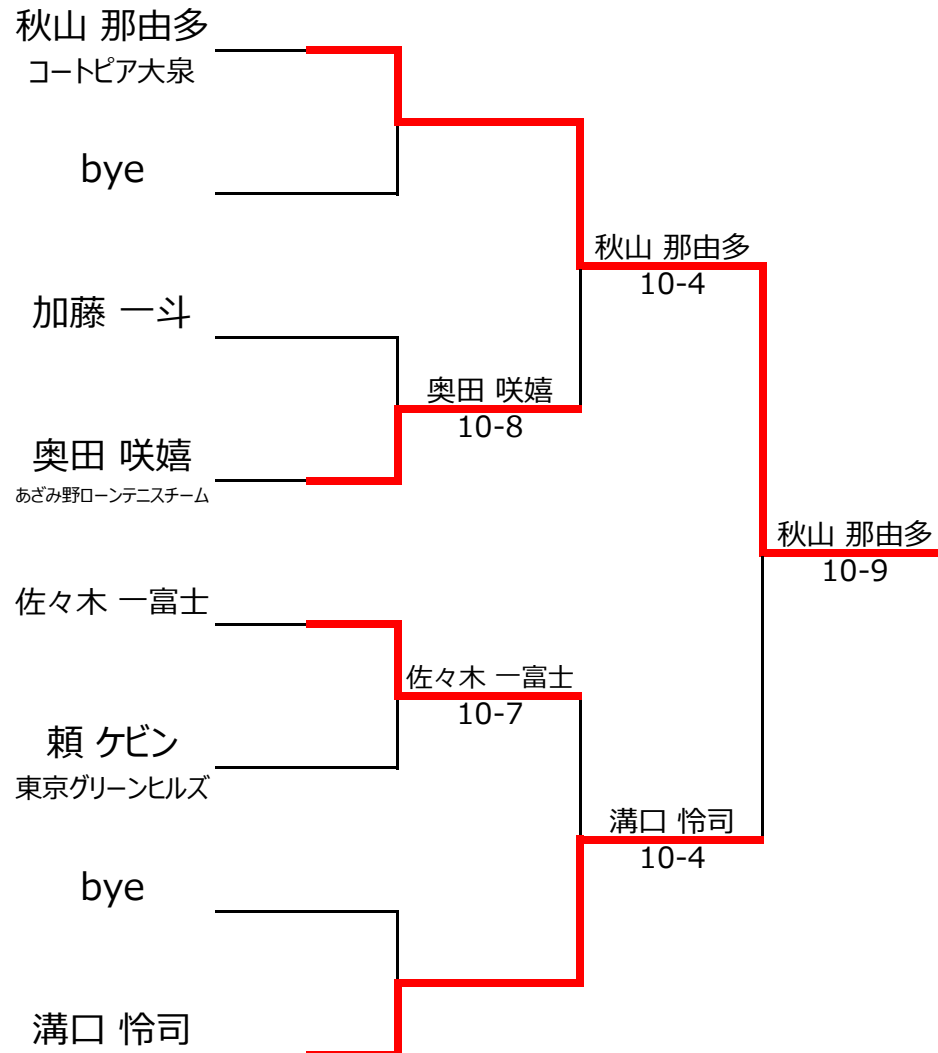 秋山 那由多
コートピア大泉
bye
秋山 那由多
10-4
加藤 一斗
奥田 咲嬉
10-8
奥田 咲嬉
あざみ野ローンテニスチーム
秋山 那由多
10-9
佐々木 一富士
佐々木 一富士
10-7
頼 ケビン
東京グリーンヒルズ
溝口 怜司
10-4
bye
溝口 怜司